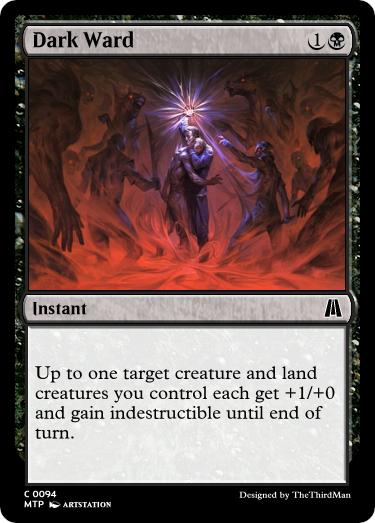 Dark Ward 1
Instant
Up to one target creature and land
creatures you control each get +1/+0
and gain indestructible until end of
turn.
C 0094
MTP ARTSTATION
Designed by TheThirdMan